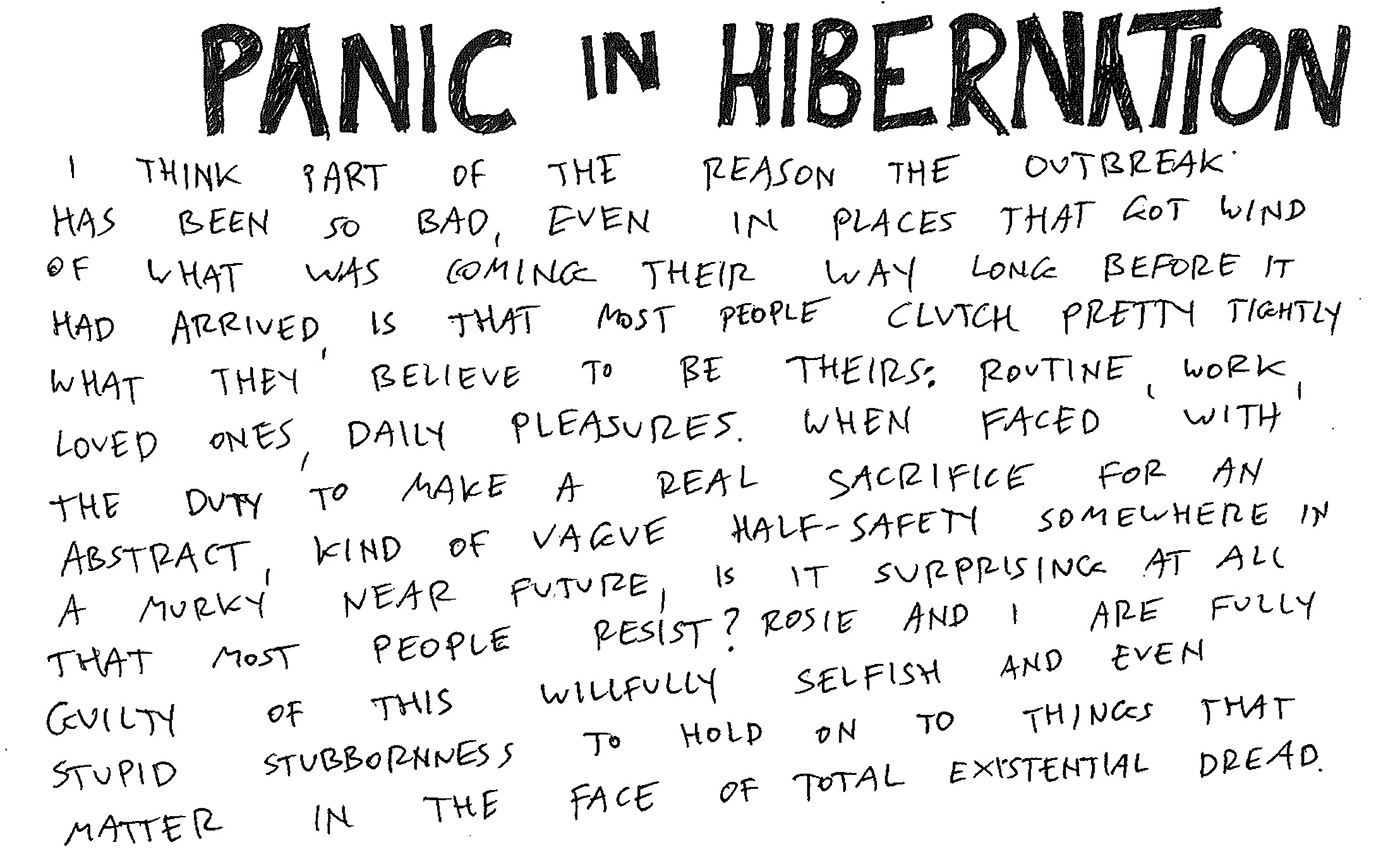 PANIC IN HIBERNATION
I THINK PART OF THE REASON THE OUTBREAK
HAS BEEN SO BAD, EVEN IN PLACES THAT GOT WIND
OF WHAT WAS COMING THEIR WAY LONG BEFORE IT
HAD ARRIVED, IS THAT MOST PEOPLE CLUTCH PRETTY TIGHTLY
WHAT THEY BELIEVE TO BE THEIRS: ROUTINE, WORK,
LOVED ONES, DAILY PLEASURES. WHEN FACED WITH
THE DUTY TO MAKE A REAL SACRIFICE FOR AN
ABSTRACT, KIND OF VAGUE HALF-SAFETY SOMEWHERE IN
A MURKY NEAR FUTURE, IS IT SURPRISING AT ALL
THAT MOST PEOPLE RESIST? ROSIE AND I ARE FULLY
GUILTY OF THIS WILLFULLY SELFISH AND EVEN
STUPID STUBBORNNESS TO HOLD ON TO THINGS THAT
MATTER IN THE FACE OF TOTAL EXISTENTIAL DREAD.